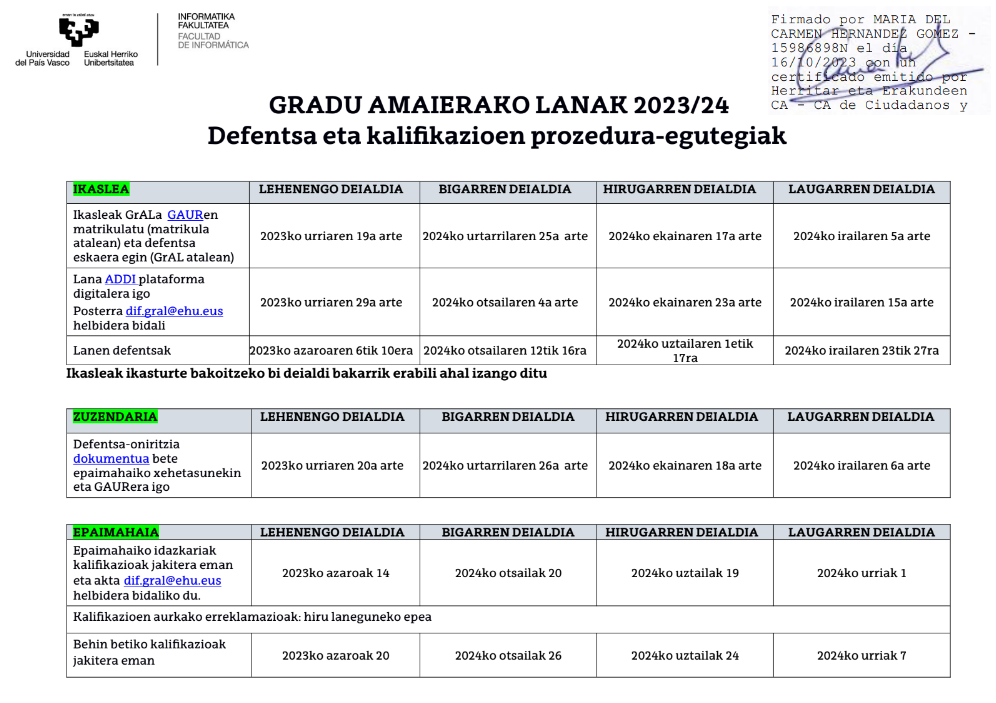 eman ta zabal zazu
Universidad del País Vasco
Euskal Herriko Unibertsitatea
INFORMATIKA
FAKULTATEA
FACULTAD
DE INFORMÁTICA
Firmado por MARIA DEL
CARMEN HERNANDEZ GOMEZ -
15986898N el día
16/10/2023 con un
certificado emitido por
Herritar eta Erakundeen
CA - CA de Ciudadanos y
GRADU AMAIERAKO LANAK 2023/24
Defentsa eta kalifikazioen prozedura-egutegiak
IKASLEA LEHENENGO DEIALDIA BIGARREN DEIALDIA HIRUGARREN DEIALDIA LAUGARREN DEIALDIA
Ikasleak GrALa GAURen
matrikulatu (matrikula
atalean) eta defentsa
eskaera egin (GrAL atalean)
2023ko urriaren 19a arte 2024ko urtarrilaren 25a arte 2024ko ekainaren 17a arte 2024ko irailaren 5a arte
Lana ADDI plataforma
digitalera igo
Posterra dif.gral@ehu.eus
helbidera bidali
2023ko urriaren 29a arte 2024ko otsailaren 4a arte 2024ko ekainaren 23a arte 2024ko irailaren 15a arte
Lanen defentsak 2023ko azaroaren 6tik 10era 2024ko otsailaren 12tik 16ra 2024ko uztailaren 1etik
17ra
2024ko irailaren 23tik 27ra
Ikasleak ikasturte bakoitzeko bi deialdi bakarrik erabili ahal izango ditu
ZUZENDARIA LEHENENGO DEIALDIA BIGARREN DEIALDIA HIRUGARREN DEIALDIA LAUGARREN DEIALDIA
Defentsa-oniritzia
dokumentua bete
epaimahaiko xehetasunekin
eta GAURera igo
2023ko urriaren 20a arte 2024ko urtarrilaren 26a arte 2024ko ekainaren 18a arte 2024ko irailaren 6a arte
EPAIMAHAIA LEHENENGO DEIALDIA BIGARREN DEIALDIA HIRUGARREN DEIALDIA LAUGARREN DEIALDIA
Epaimahaiko idazkariak
kalifikazioak jakitera eman
eta akta dif.gral@ehu.eus
helbidera bidaliko du.
2023ko azaroak 14 2024ko otsailak 20 2024ko uztailak 19 2024ko urriak 1
Kalifikazioen aurkako erreklamazioak: hiru laneguneko epea
Behin betiko kalifikazioak
jakitera eman
2023ko azaroak 20 2024ko otsailak 26 2024ko uztailak 24 2024ko urriak 7